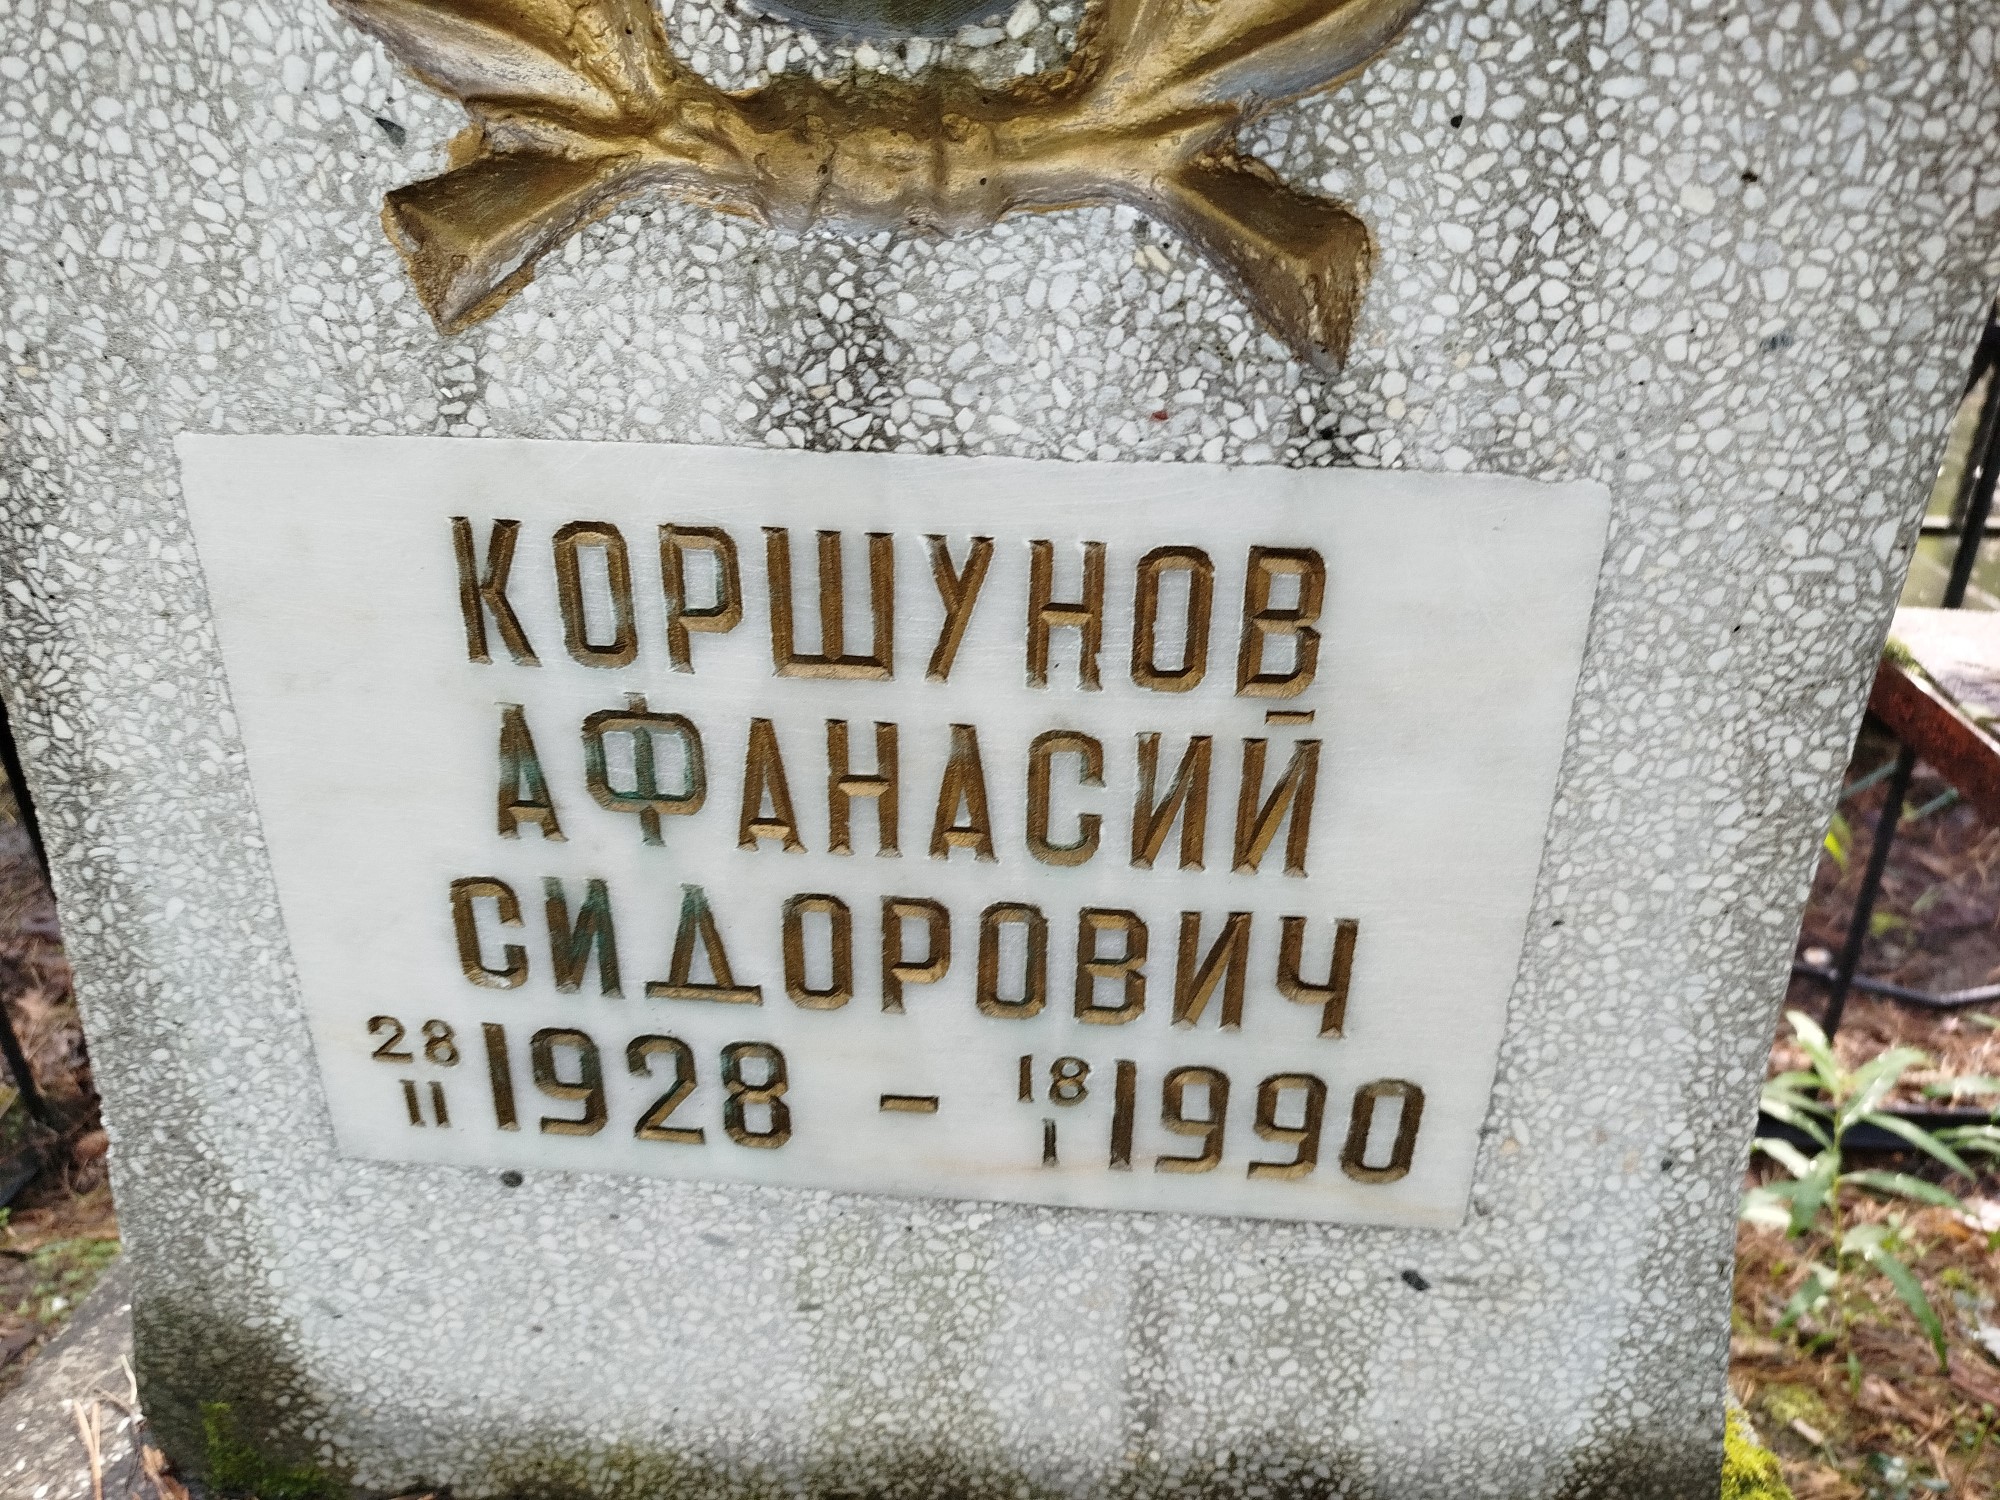 КОРШУНОВ
АФАНАСИЙ
СИДОРОВИЧ
28 II 1928 - 18 I 1990